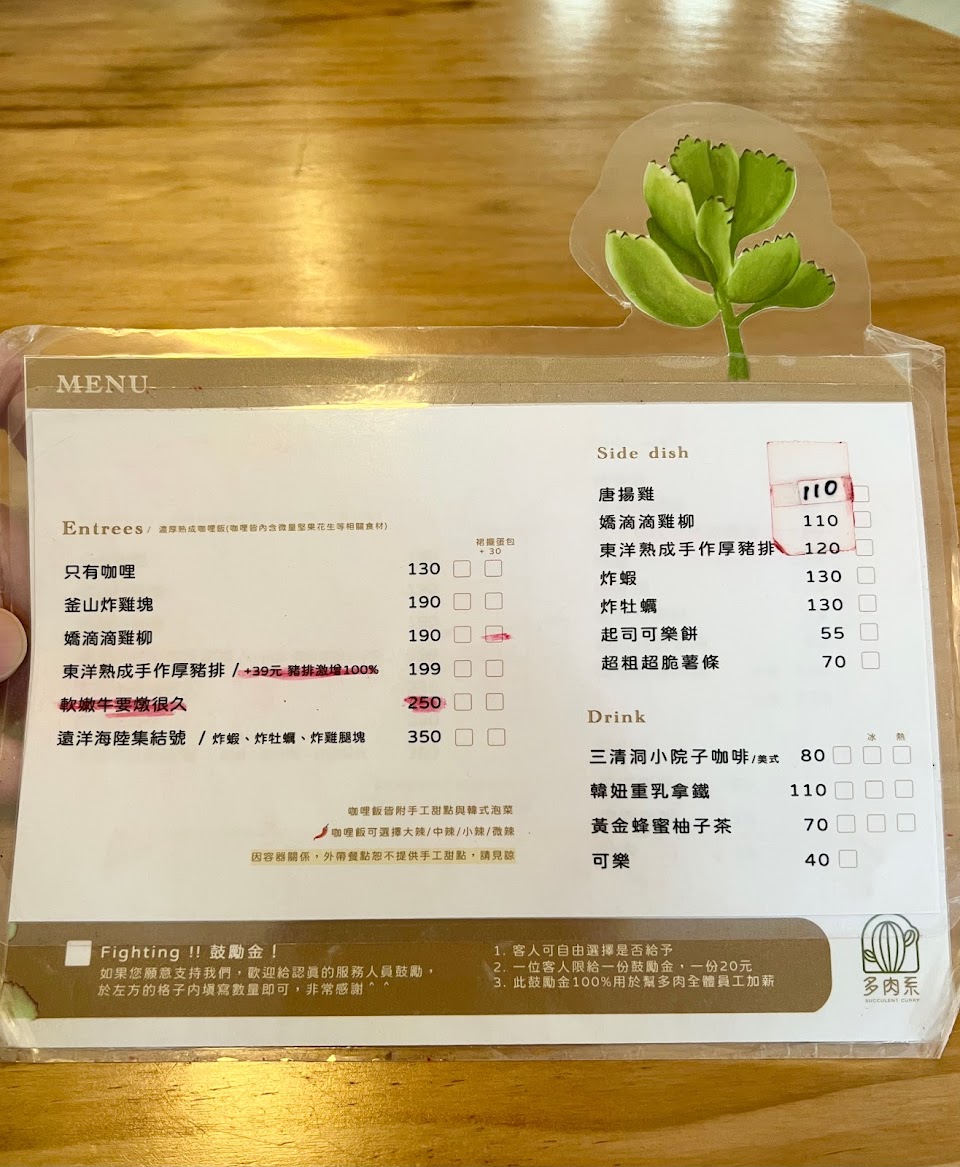 MENU
Entrees / 濃厚熟成咖哩飯(咖哩皆內含微量堅果花生等相關食材)
裙擺蛋包
+ 30
只有咖哩 130
釜山炸雞塊 190
嬌滴滴雞柳 190
東洋熟成手作厚豬排 / +39元 豬排激增100% 199
軟嫩牛要燉很久 250
遠洋海陸集結號 / 炸蝦、炸牡蠣、炸雞腿塊 350
咖哩飯皆附手工甜點與韓式泡菜
咖哩飯可選擇大辣/中辣/小辣/微辣
因容器關係，外帶餐點恕不提供手工甜點，請見諒
Side dish
唐揚雞 110
嬌滴滴雞柳 110
東洋熟成手作厚豬排 120
炸蝦 130
炸牡蠣 130
起司可樂餅 55
超粗超脆薯條 70
Drink
冰 熱
三清洞小院子咖啡/美式 80
韓妞重乳拿鐵 110
黃金蜂蜜柚子茶 70
可樂 40
Fighting !! 鼓勵金！
如果您願意支持我們，歡迎給認真的服務人員鼓勵，
於左方的格子內填寫數量即可，非常感謝^ ^
1. 客人可自由選擇是否給予
2. 一位客人限給一份鼓勵金，一份20元
3. 此鼓勵金100%用於幫多肉全體員工加薪
多肉系
SUCCULENT CURRY